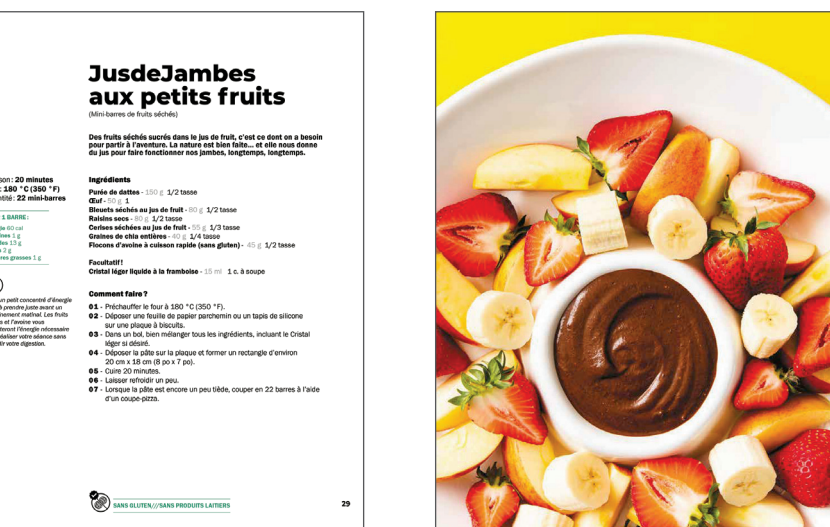 JusdeJambes
aux petits fruits
(Mini-barres de fruits séchés)
Des fruits séchés sucrés dans le jus de fruit, c'est ce dont on a besoin
pour partir à l'aventure. La nature est bien faite... et elle nous donne
du jus pour faire fonctionner nos jambes, longtemps, longtemps.
Ingrédients
Purée de dattes - 150 g 1/2 tasse
Œuf - 50 g 1
Bleuets séchés au jus de fruit - 80 g 1/2 tasse
Raisins secs - 80 g 1/2 tasse
Cerises séchées au jus de fruit - 55 g 1/3 tasse
Graines de chia entières - 40 g 1/4 tasse
Flocons d'avoine à cuisson rapide (sans gluten) - 45 g 1/2 tasse
Facultatif !
Cristal léger liquide à la framboise - 15 ml 1 c. à soupe
Comment faire ?
01 - Préchauffer le four à 180 °C (350 °F).
02 - Déposer une feuille de papier parchemin ou un tapis de silicone
sur une plaque à biscuits.
03 - Dans un bol, bien mélanger tous les ingrédients, incluant le Cristal
léger si désiré.
04 - Déposer la pâte sur la plaque et former un rectangle d'environ
20 cm x 18 cm (8 po x 7 po).
05 - Cuire 20 minutes.
06 - Laisser refroidir un peu.
07 - Lorsque la pâte est encore un peu tiède, couper en 22 barres à l'aide
d'un coupe-pizza.
son : 20 minutes
: 180 °C (350 °F)
ntité : 22 mini-barres
1 BARRE :
60 cal
ines 1 g
tes 13 g
2 g
res grasses 1 g
un petit concentré d'énergie
à prendre juste avant un
înement matinal. Les fruits
s et l'avoine vous
teront l'énergie nécessaire
réaliser votre séance sans
dir votre digestion.
SANS GLUTEN///SANS PRODUITS LAITIERS
29